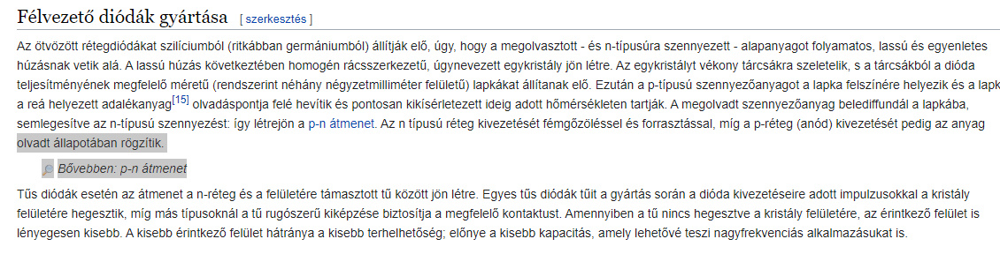 Félvezető diódák gyártása [ szerkesztés ]
Az ötvözött rétegdiódákat szilíciumból (ritkábban germániumból) állítják elő, úgy, hogy a megolvasztott - és n-típusúra szennyezett - alapanyagot folyamatos, lassú és egyenletes
húzásnak vetik alá. A lassú húzás következtében homogén rácsszerkezetű, úgynevezett egykristály jön létre. Az egykristályt vékony tárcsákra szeletelik, s a tárcsákból a dióda
teljesítményének megfelelő méretű (rendszerint néhány négyzetmilliméter felületű) lapkákat állítanak elő. Ezután a p-típusú szennyezőanyagot a lapka felszínére helyezik és a lapk
a reá helyezett adalékanyag[15] olvadáspontja felé hevítik és pontosan kikísérletezett ideig adott hőmérsékleten tartják. A megolvadt szennyezőanyag belediffundál a lapkába,
semlegesítve az n-típusú szennyezést: így létrejön a p-n átmenet. Az n típusú réteg kivezetését fémgőzöléssel és forrasztással, míg a p-réteg (anód) kivezetését pedig az anyag
olvadt állapotában rögzítik.
Bővebben: p-n átmenet
Tűs diódák esetén az átmenet a n-réteg és a felületére támasztott tű között jön létre. Egyes tűs diódák tűit a gyártás során a dióda kivezetéseire adott impulzusokkal a kristály
felületére hegesztik, míg más típusoknál a tű rugószerű kiképzése biztosítja a megfelelő kontaktust. Amennyiben a tű nincs hegesztve a kristály felületére, az érintkező felület is
lényegesen kisebb. A kisebb érintkező felület hátránya a kisebb terhelhetőség; előnye a kisebb kapacitás, amely lehetővé teszi nagyfrekvenciás alkalmazásukat is.